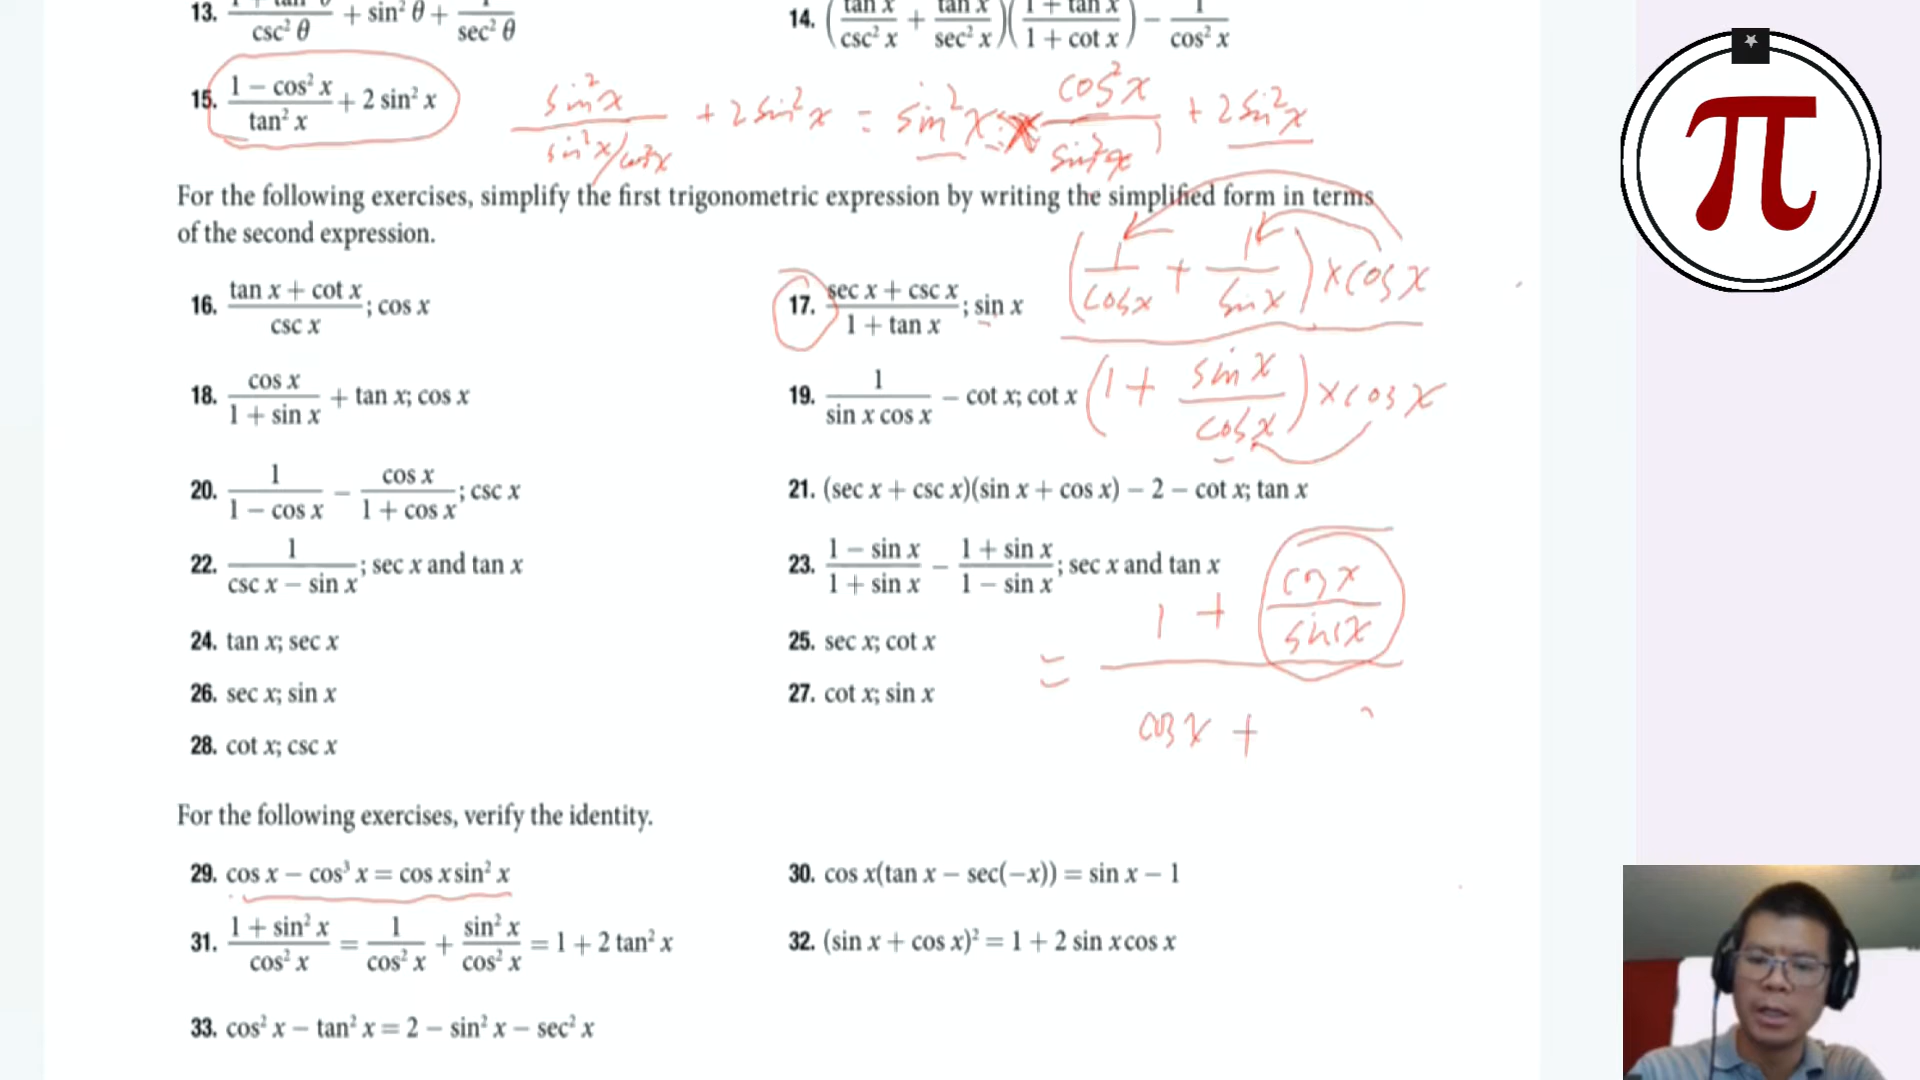 13. 1 + tan² θ / csc² θ + sin² θ + 1 / sec² θ
14. (tan x / csc² x + tan x / sec² x)(1 + tan x / 1 + cot x) − 1 / cos² x
15. 1 − cos² x / tan² x + 2 sin² x
sin²x / sin²x/cos²x + 2sin²x = sin²x · x cos²x / sin²x + 2sin²x
For the following exercises, simplify the first trigonometric expression by writing the simplified form in terms
of the second expression.
16. tan x + cot x / csc x; cos x
17. sec x + csc x / 1 + tan x; sin x
(1 / cosx + 1 / sinx) x cosx
(1 + sinx / cosx) x cosx
18. cos x / 1 + sin x + tan x; cos x
19. 1 / sin x cos x − cot x; cot x
20. 1 / 1 − cos x − cos x / 1 + cos x; csc x
21. (sec x + csc x)(sin x + cos x) − 2 − cot x; tan x
22. 1 / csc x − sin x; sec x and tan x
23. 1 − sin x / 1 + sin x − 1 + sin x / 1 − sin x; sec x and tan x
= 1 + cosx / sinx
cosx +
24. tan x; sec x
25. sec x; cot x
26. sec x; sin x
27. cot x; sin x
28. cot x; csc x
For the following exercises, verify the identity.
29. cos x − cos³ x = cos x sin² x
30. cos x(tan x − sec(−x)) = sin x − 1
31. 1 + sin² x / cos² x = 1 / cos² x + sin² x / cos² x = 1 + 2 tan² x
32. (sin x + cos x)² = 1 + 2 sin x cos x
33. cos² x − tan² x = 2 − sin² x − sec² x
π